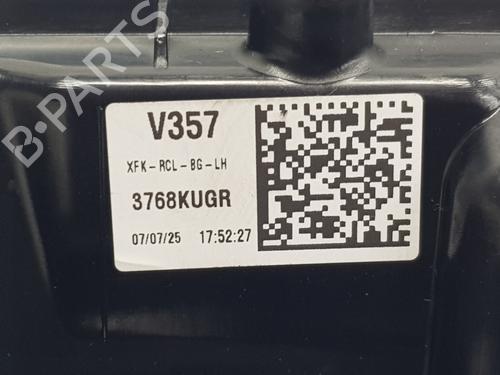 B-PARTS
V357
XFK-RCL-BG-LH
3768KUGR
07/07/25 17:52:27